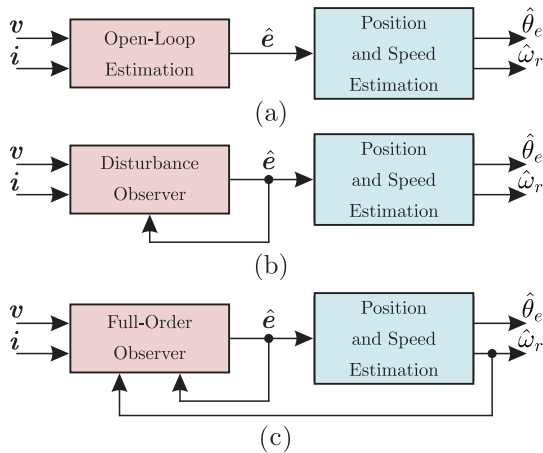 v
i
Open-Loop
Estimation
ê
Position
and Speed
Estimation
θ̂ₑ
ω̂ᵣ
(a)
v
i
Disturbance
Observer
ê
Position
and Speed
Estimation
θ̂ₑ
ω̂ᵣ
(b)
v
i
Full-Order
Observer
ê
Position
and Speed
Estimation
θ̂ₑ
ω̂ᵣ
(c)